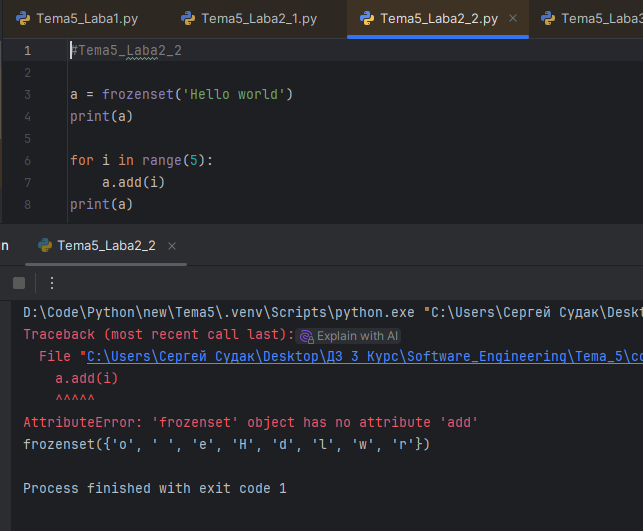 Tema5_Laba1.py Tema5_Laba2_1.py Tema5_Laba2_2.py × Tema5_Laba3
1 #Tema5_Laba2_2
2
3 a = frozenset('Hello world')
4 print(a)
5
6 for i in range(5):
7     a.add(i)
8 print(a)
n Tema5_Laba2_2 ×
D:\Code\Python\new\Tema5\.venv\Scripts\python.exe "C:\Users\Сергей Судак\Deskt
Traceback (most recent call last): Explain with AI
  File "C:\Users\Сергей Судак\Desktop\ДЗ 3 Курс\Software_Engineering\Tema_5\co
    a.add(i)
    ^^^^^
AttributeError: 'frozenset' object has no attribute 'add'
frozenset({'o', ' ', 'e', 'H', 'd', 'l', 'w', 'r'})
Process finished with exit code 1